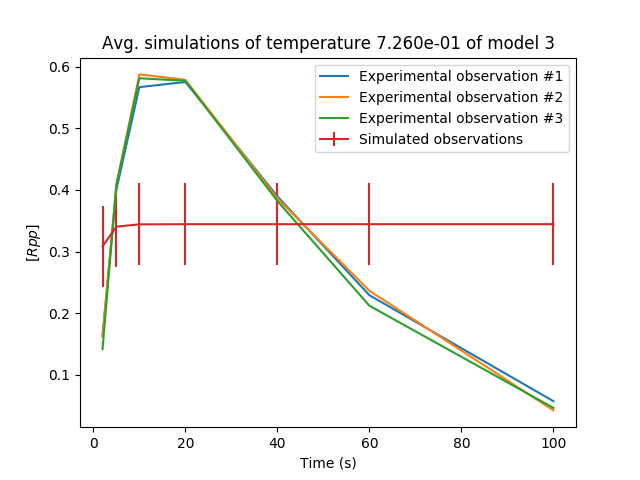 Avg. simulations of temperature 7.260e-01 of model 3
Experimental observation #1
Experimental observation #2
Experimental observation #3
Simulated observations
0.6
0.5
0.4
0.3
0.2
0.1
[Rpp]
0 20 40 60 80 100
Time (s)